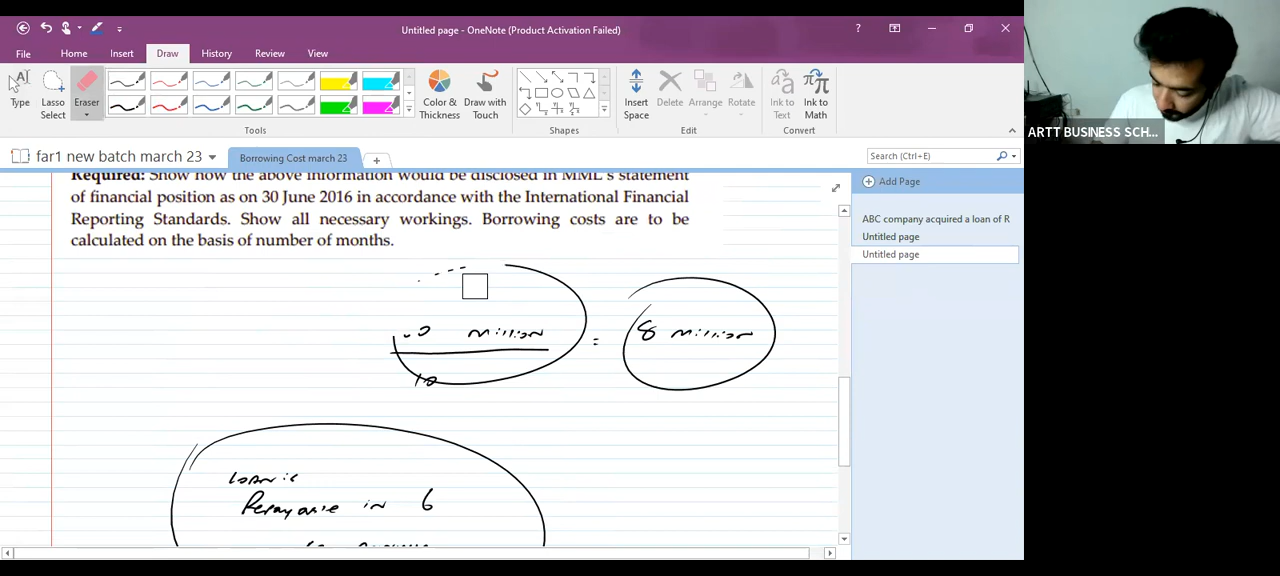 Untitled page - OneNote (Product Activation Failed)
File Home Insert Draw History Review View
Type
Lasso Select
Eraser
Color & Thickness
Draw with Touch
Insert Space
Delete
Arrange
Rotate
Ink to Text
Ink to Math
Tools
Shapes
Edit
Convert
ARTT BUSINESS SCH...
far1 new batch march 23
Borrowing Cost march 23
Search (Ctrl+E)
Add Page
ABC company acquired a loan of R
Untitled page
Untitled page
Required: Show how the above information would be disclosed in MML's statement
of financial position as on 30 June 2016 in accordance with the International Financial
Reporting Standards. Show all necessary workings. Borrowing costs are to be
calculated on the basis of number of months.
0 million = 8 million
10
Loan is
in 6